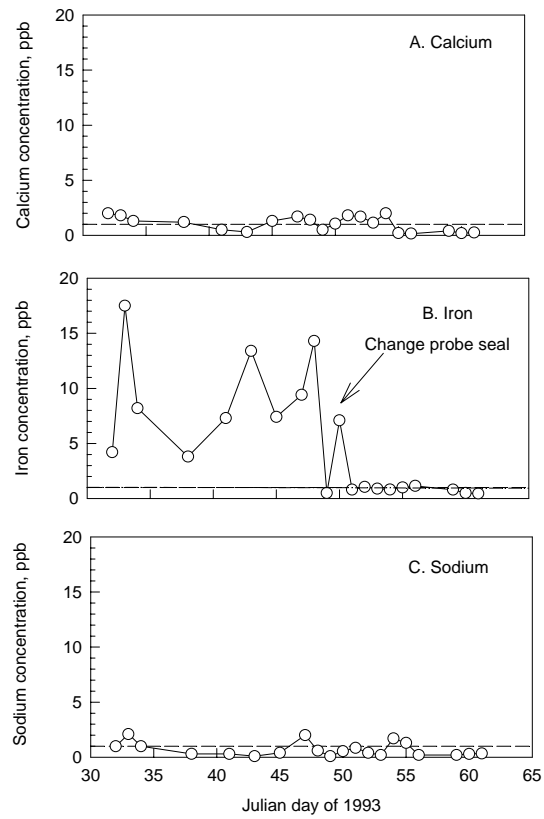 20
15
10
5
0
Calcium concentration, ppb
A. Calcium
20
15
10
5
0
Iron concentration, ppb
B. Iron
Change probe seal
20
15
10
5
0
Sodium concentration, ppb
C. Sodium
30 35 40 45 50 55 60 65
Julian day of 1993